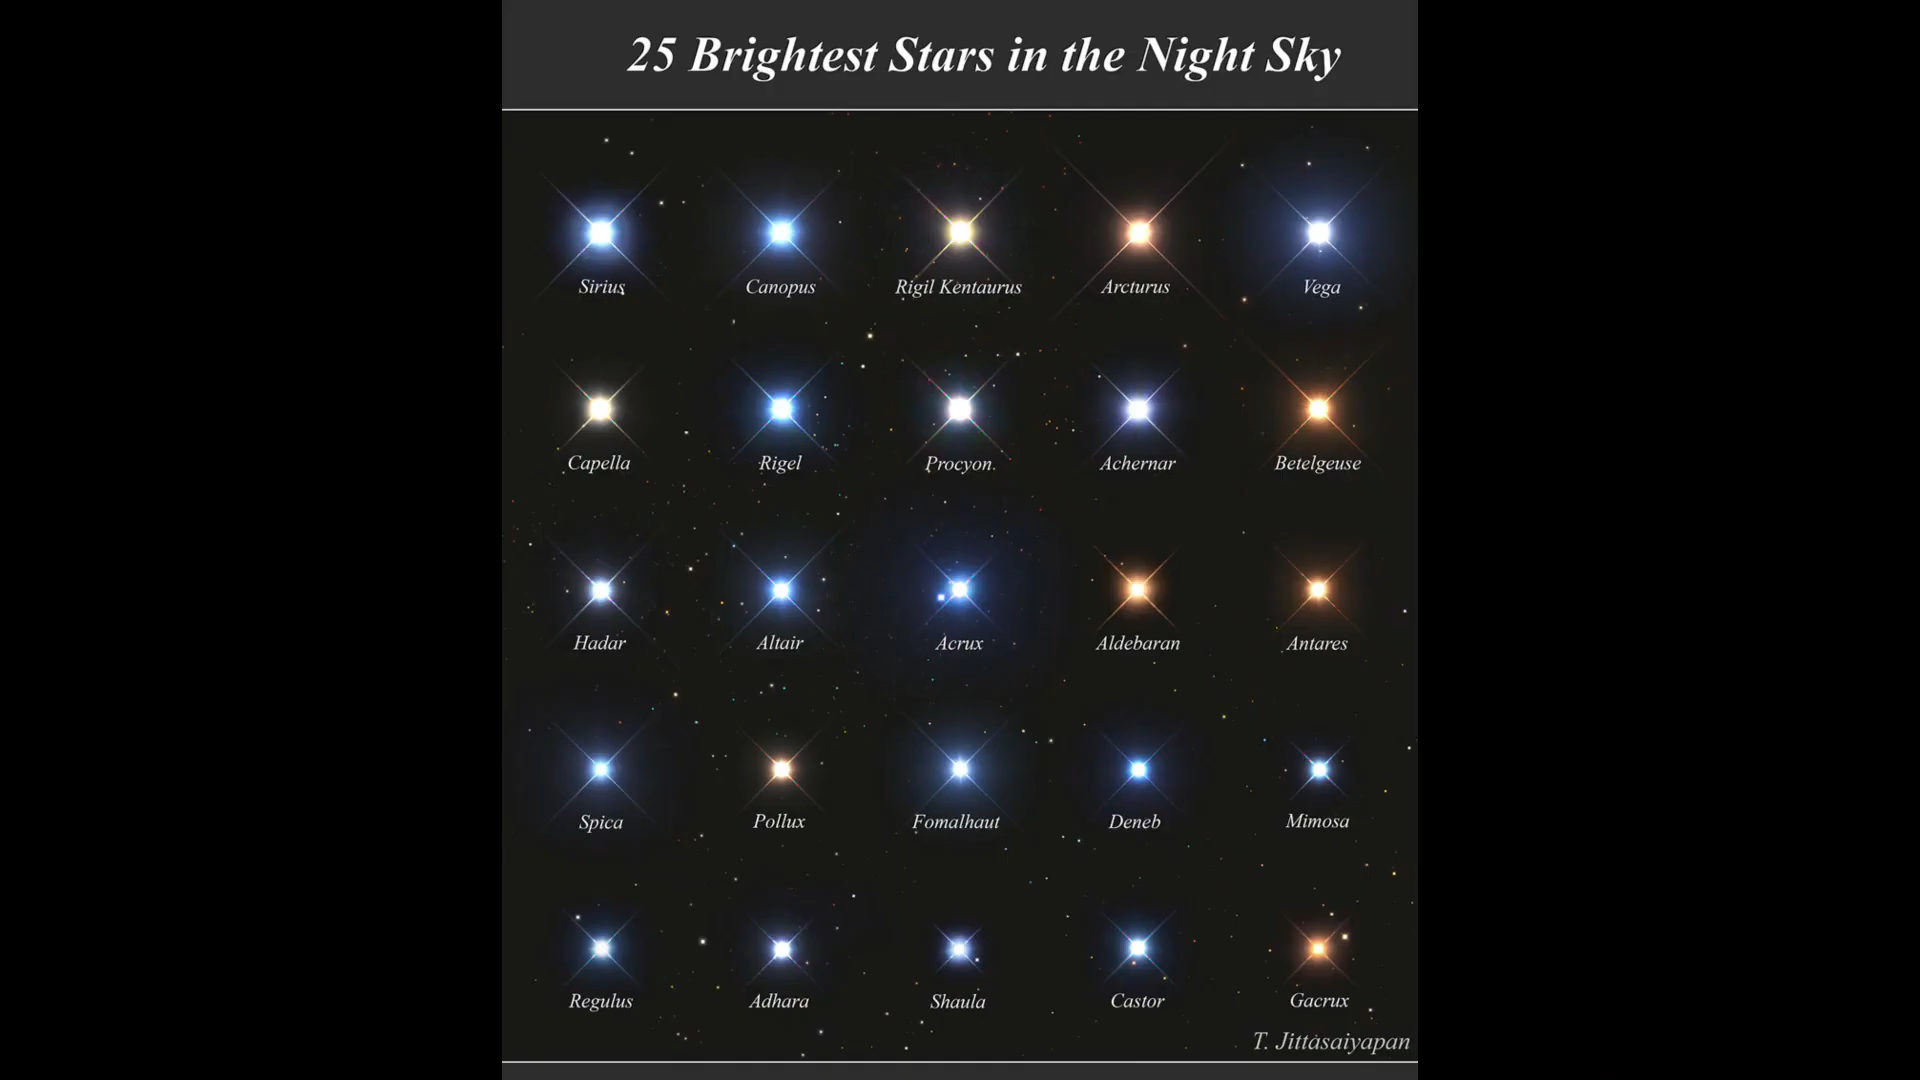 25 Brightest Stars in the Night Sky
Sirius Canopus Rigil Kentaurus Arcturus Vega
Capella Rigel Procyon Achernar Betelgeuse
Hadar Altair Acrux Aldebaran Antares
Spica Pollux Fomalhaut Deneb Mimosa
Regulus Adhara Shaula Castor Gacrux
T. Jittasaiyapan